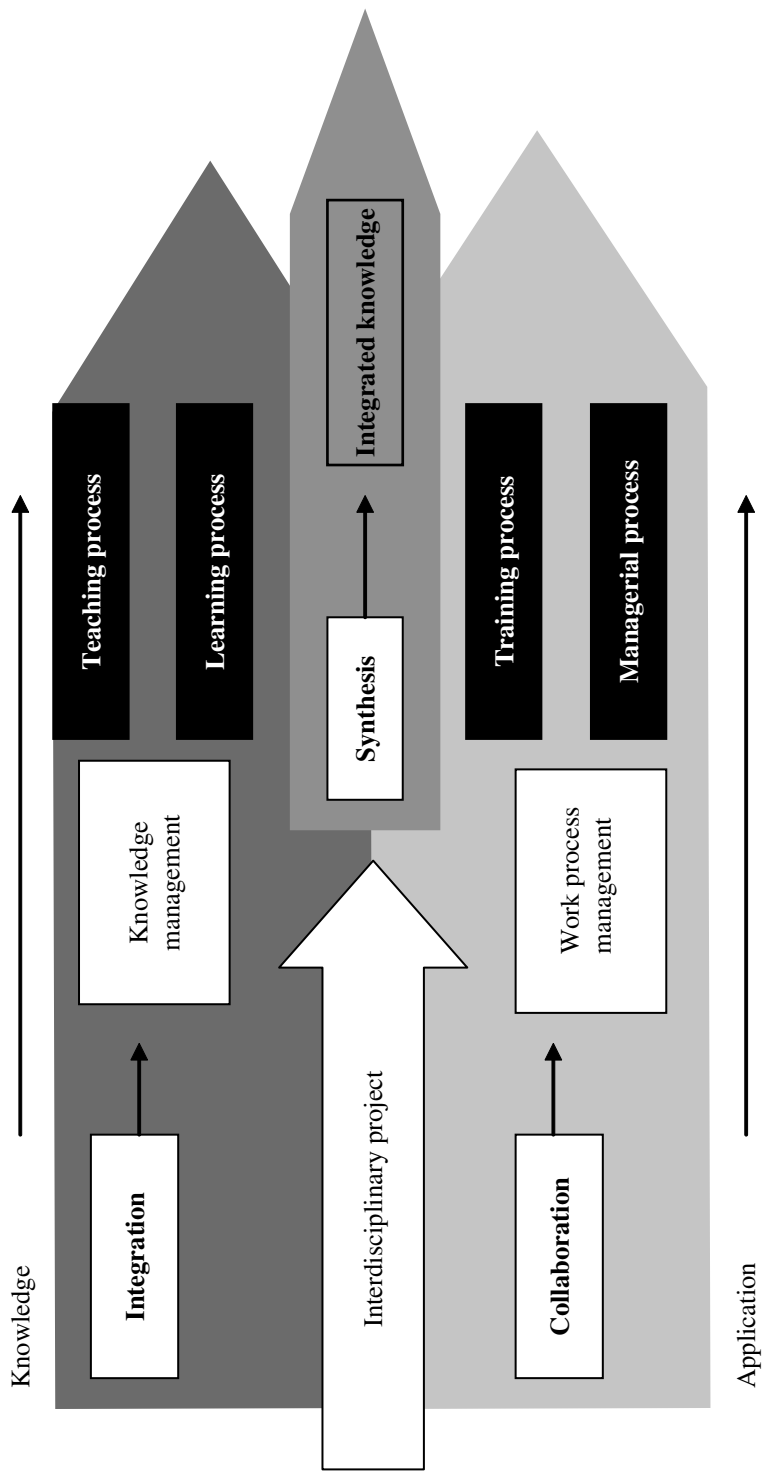 Knowledge
Integration
Knowledge
management
Teaching process
Learning process
Interdisciplinary project
Synthesis
Integrated knowledge
Collaboration
Work process
management
Training process
Managerial process
Application